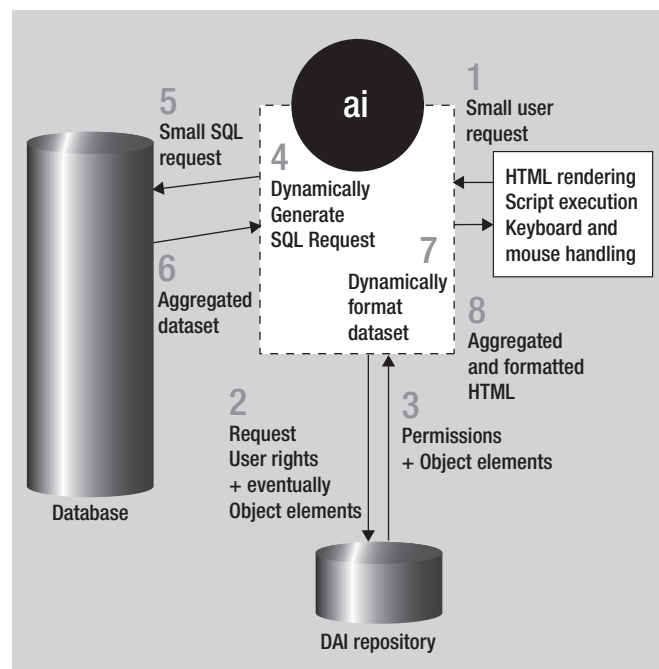 ai
1
Small user
request
HTML rendering
Script execution
Keyboard and
mouse handling
2
Request
User rights
+ eventually
Object elements
3
Permissions
+ Object elements
DAI repository
4
Dynamically
Generate
SQL Request
5
Small SQL
request
Database
6
Aggregated
dataset
7
Dynamically
format
dataset
8
Aggregated
and formatted
HTML